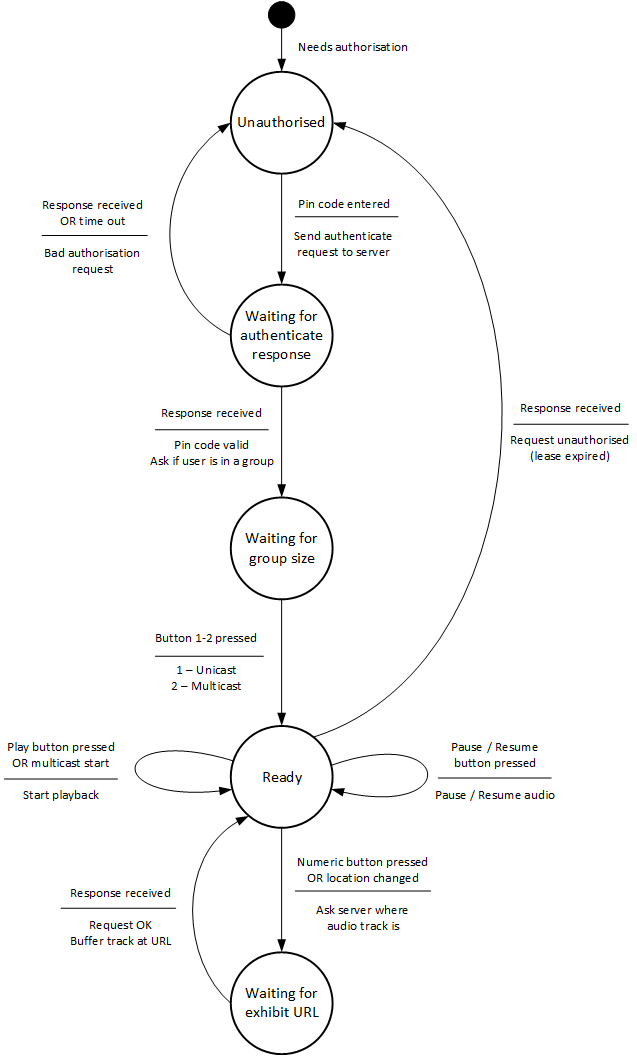 Needs authorisation
Unauthorised
Response received
OR time out
Bad authorisation
request
Pin code entered
Send authenticate
request to server
Waiting for
authenticate
response
Response received
Pin code valid
Ask if user is in a group
Response received
Request unauthorised
(lease expired)
Waiting for
group size
Button 1-2 pressed
1 – Unicast
2 – Multicast
Play button pressed
OR multicast start
Start playback
Ready
Pause / Resume
button pressed
Pause / Resume audio
Numeric button pressed
OR location changed
Ask server where
audio track is
Response received
Request OK
Buffer track at URL
Waiting for
exhibit URL